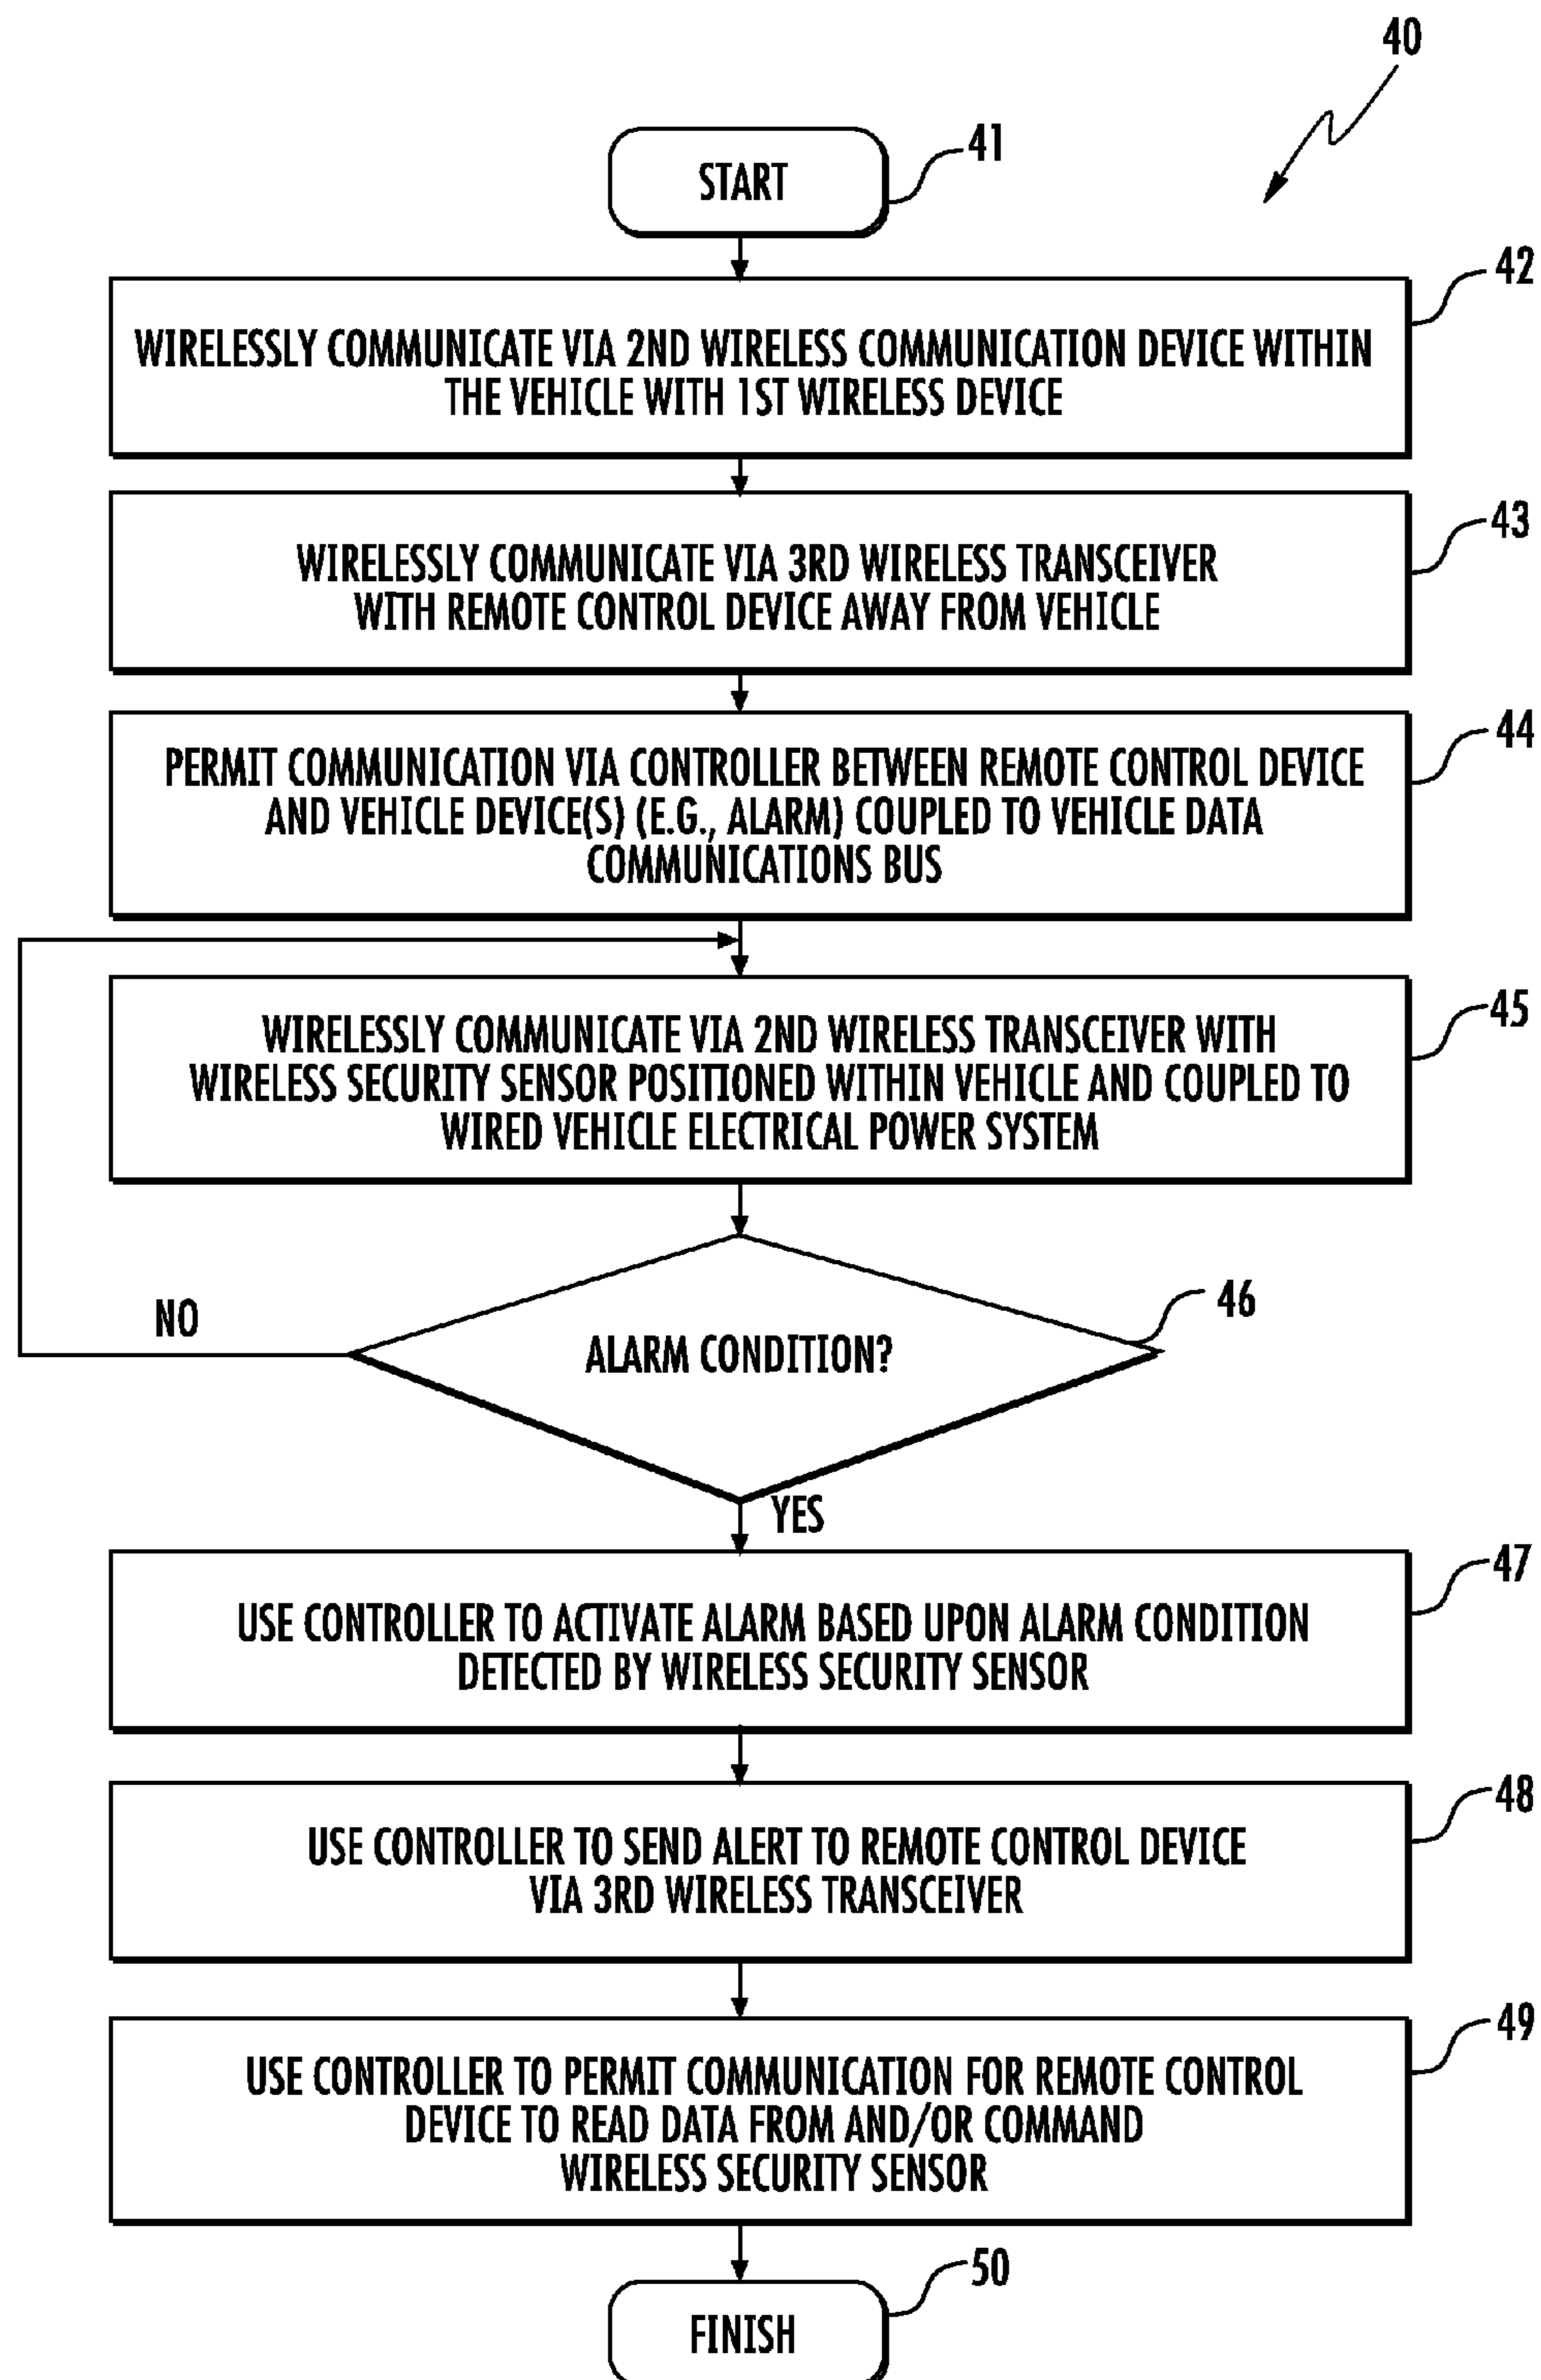 40
START
41
42
WIRELESSLY COMMUNICATE VIA 2ND WIRELESS COMMUNICATION DEVICE WITHIN
THE VEHICLE WITH 1ST WIRELESS DEVICE
43
WIRELESSLY COMMUNICATE VIA 3RD WIRELESS TRANSCEIVER
WITH REMOTE CONTROL DEVICE AWAY FROM VEHICLE
44
PERMIT COMMUNICATION VIA CONTROLLER BETWEEN REMOTE CONTROL DEVICE
AND VEHICLE DEVICE(S) (E.G., ALARM) COUPLED TO VEHICLE DATA
COMMUNICATIONS BUS
45
WIRELESSLY COMMUNICATE VIA 2ND WIRELESS TRANSCEIVER WITH
WIRELESS SECURITY SENSOR POSITIONED WITHIN VEHICLE AND COUPLED TO
WIRED VEHICLE ELECTRICAL POWER SYSTEM
46
NO
ALARM CONDITION?
YES
47
USE CONTROLLER TO ACTIVATE ALARM BASED UPON ALARM CONDITION
DETECTED BY WIRELESS SECURITY SENSOR
48
USE CONTROLLER TO SEND ALERT TO REMOTE CONTROL DEVICE
VIA 3RD WIRELESS TRANSCEIVER
49
USE CONTROLLER TO PERMIT COMMUNICATION FOR REMOTE CONTROL
DEVICE TO READ DATA FROM AND/OR COMMAND
WIRELESS SECURITY SENSOR
50
FINISH